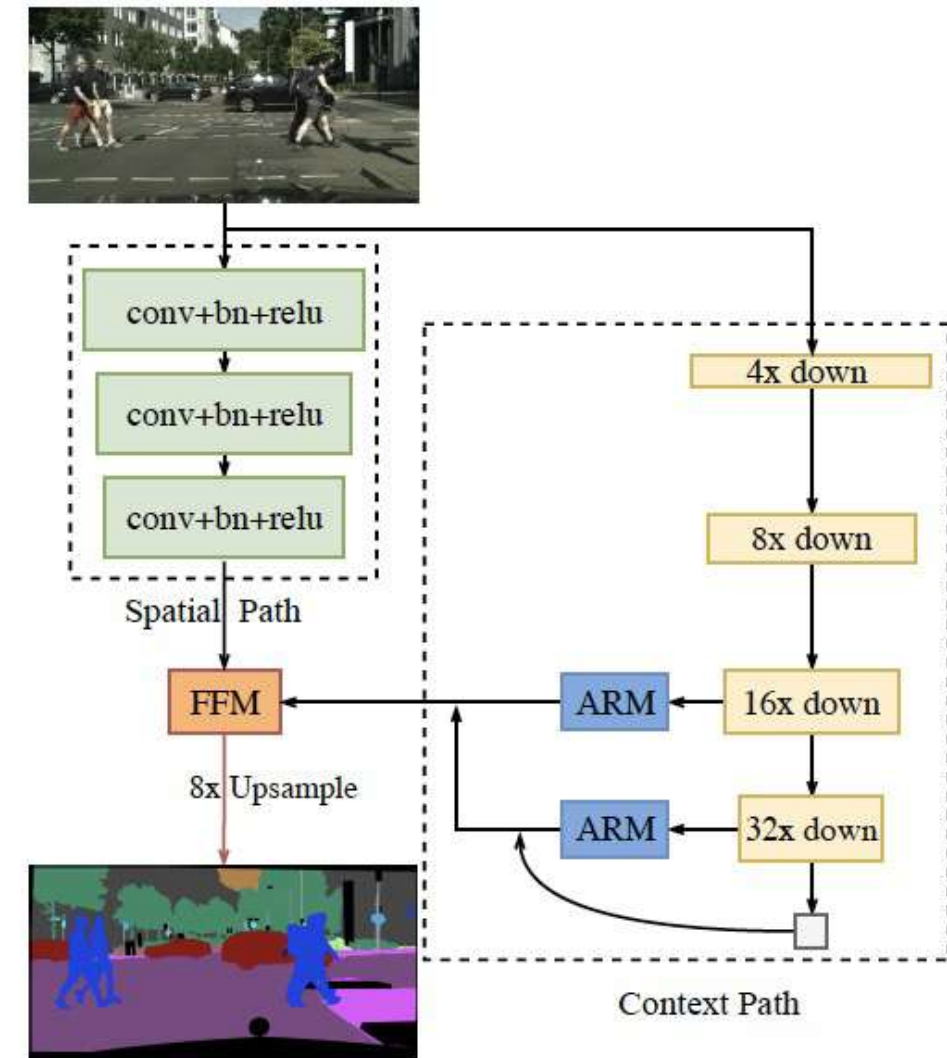 conv+bn+relu
conv+bn+relu
conv+bn+relu
Spatial Path
FFM
8x Upsample
4x down
8x down
ARM
16x down
ARM
32x down
Context Path